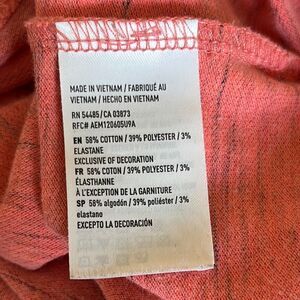 MADE IN VIETNAM / FABRIQUÉ AU
VIETNAM / HECHO EN VIETNAM
RN 54485/CA 03873
RFC# AEM120605U9A
EN 58% COTTON / 39% POLYESTER / 3%
ELASTANE
EXCLUSIVE OF DECORATION
FR 58% COTON / 39% POLYESTER / 3%
ÉLASTHANNE
À L'EXCEPTION DE LA GARNITURE
SP 58% algodón / 39% poliéster / 3%
elastano
EXCEPTO LA DECORACIÓN